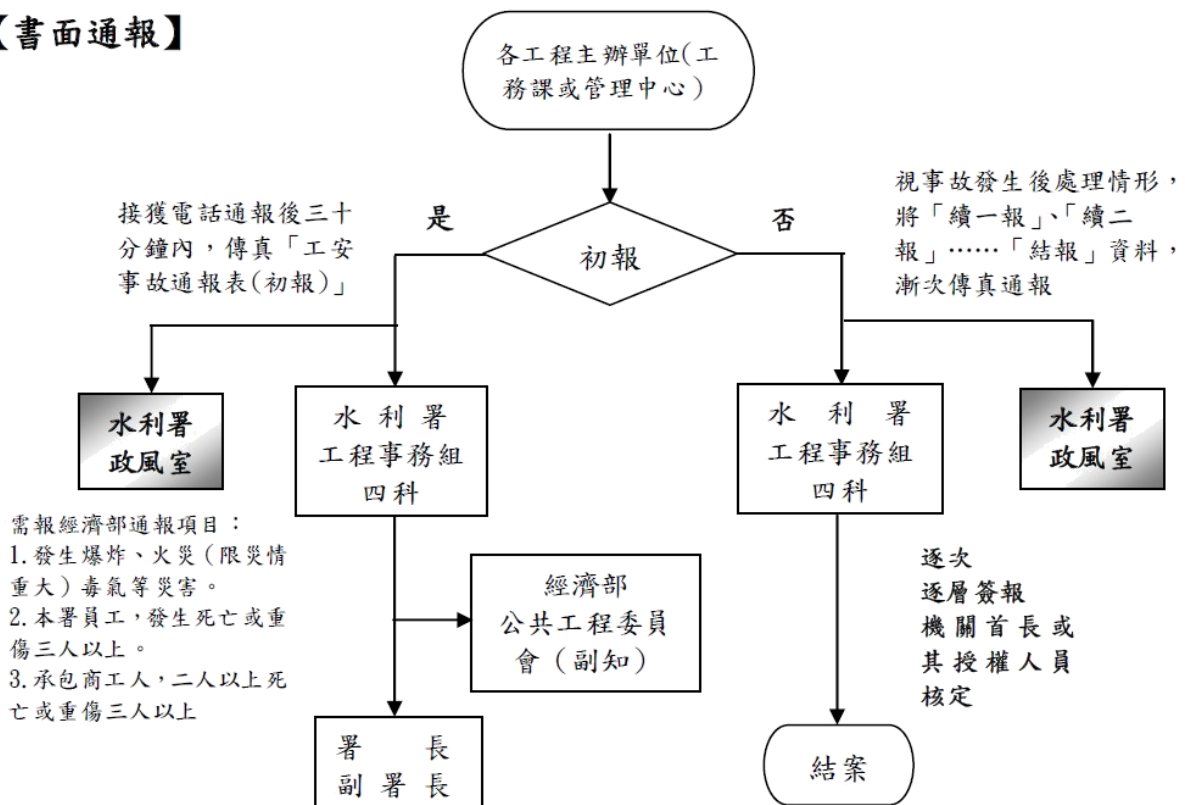 【書面通報】
各工程主辦單位(工
務課或管理中心)
接獲電話通報後三十
分鐘內，傳真「工安
事故通報表(初報)」
是
初報
否
視事故發生後處理情形，
將「續一報」、「續二
報」……「結報」資料，
漸次傳真通報
水利署
政風室
水利署
工程事務組
四科
水利署
工程事務組
四科
水利署
政風室
需報經濟部通報項目：
1.發生爆炸、火災（限災情
重大）毒氣等災害。
2.本署員工，發生死亡或重
傷三人以上。
3.承包商工人，二人以上死
亡或重傷三人以上
經濟部
公共工程委員
會（副知）
逐次
逐層簽報
機關首長或
其授權人員
核定
署長
副署長
結案